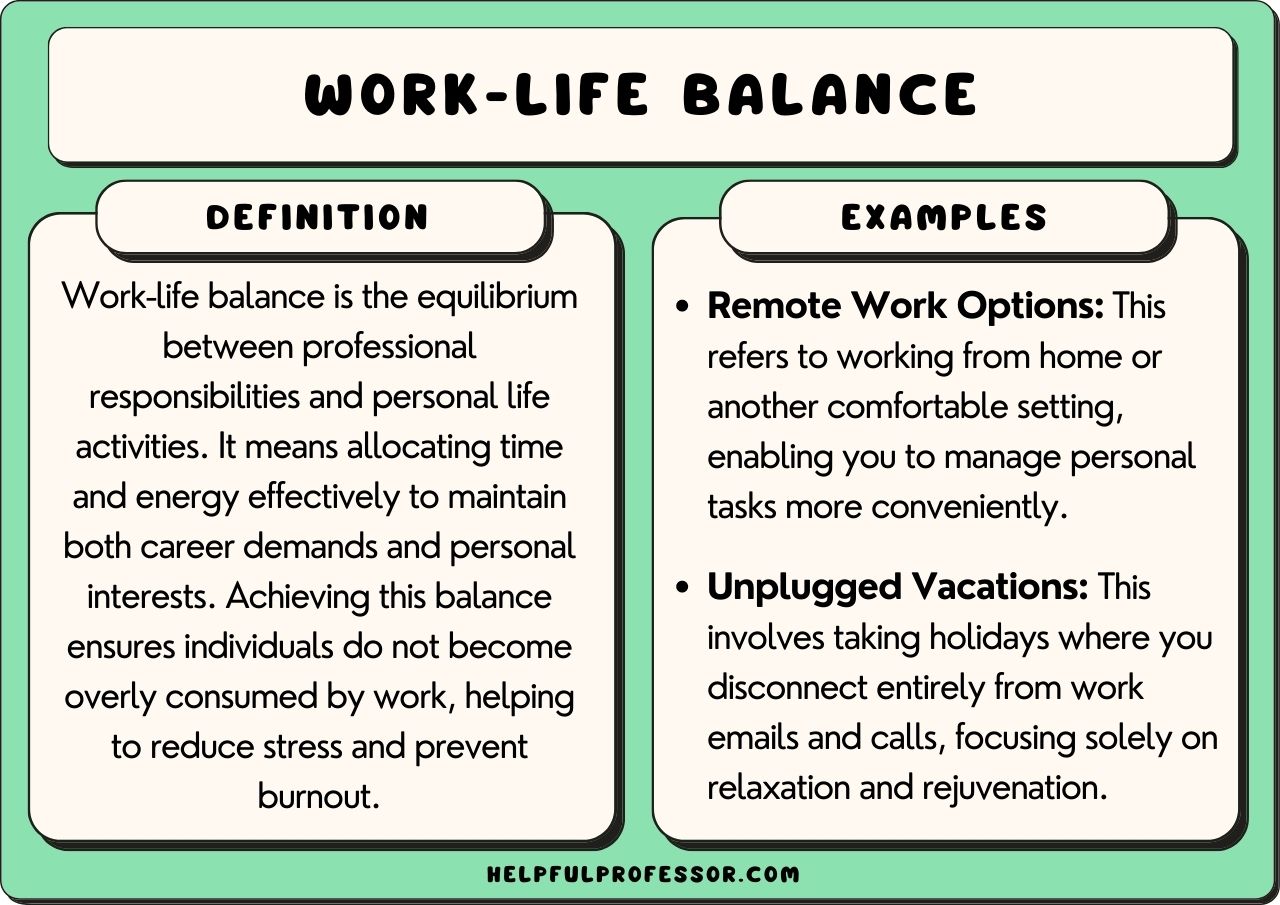 WORK-LIFE BALANCE
DEFINITION
Work-life balance is the equilibrium
between professional
responsibilities and personal life
activities. It means allocating time
and energy effectively to maintain
both career demands and personal
interests. Achieving this balance
ensures individuals do not become
overly consumed by work, helping
to reduce stress and prevent
burnout.
EXAMPLES
• Remote Work Options: This
refers to working from home or
another comfortable setting,
enabling you to manage personal
tasks more conveniently.
• Unplugged Vacations: This
involves taking holidays where you
disconnect entirely from work
emails and calls, focusing solely on
relaxation and rejuvenation.
HELPFULPROFESSOR.COM